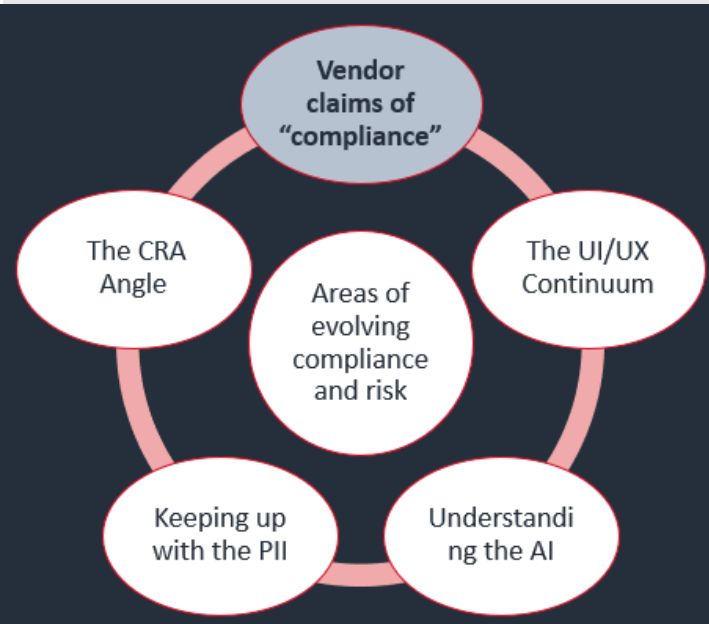 Vendor
claims of
“compliance”
The CRA
Angle
The UI/UX
Continuum
Areas of
evolving
compliance
and risk
Keeping up
with the PII
Understandi
ng the AI